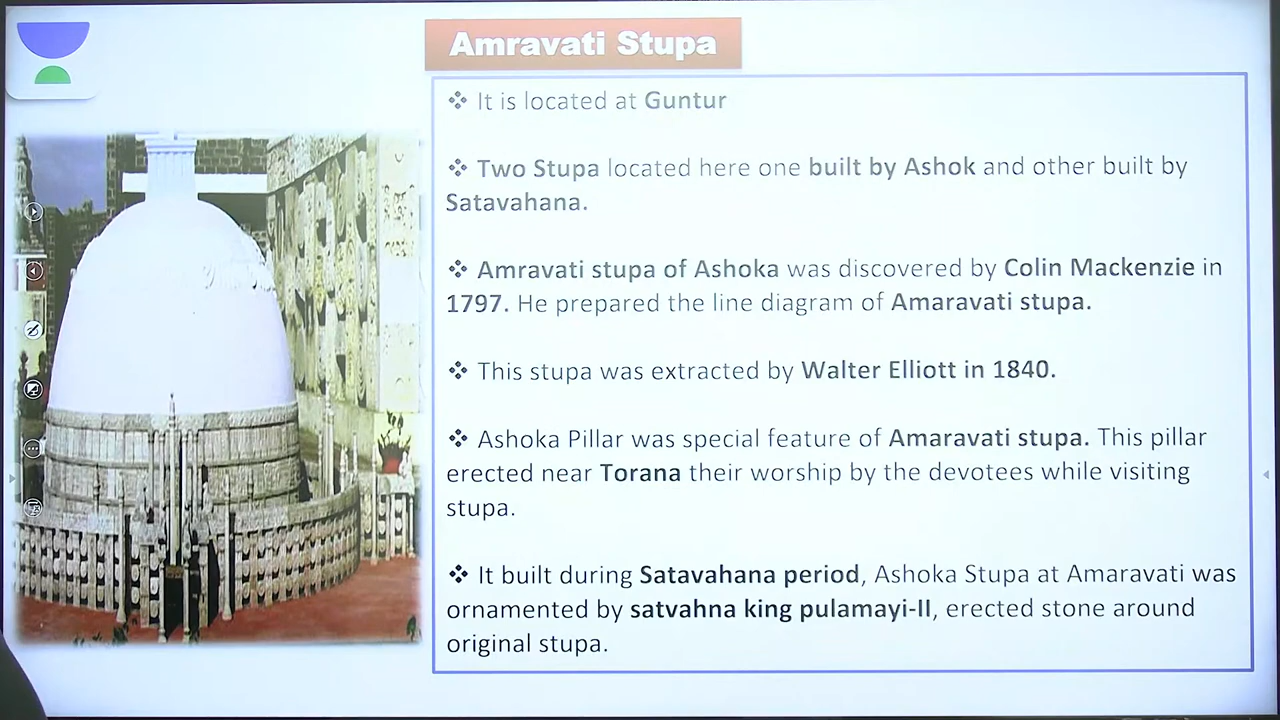 Amravati Stupa
❖ It is located at Guntur
❖ Two Stupa located here one built by Ashok and other built by
Satavahana.
❖ Amravati stupa of Ashoka was discovered by Colin Mackenzie in
1797. He prepared the line diagram of Amaravati stupa.
❖ This stupa was extracted by Walter Elliott in 1840.
❖ Ashoka Pillar was special feature of Amaravati stupa. This pillar
erected near Torana their worship by the devotees while visiting
stupa.
❖ It built during Satavahana period, Ashoka Stupa at Amaravati was
ornamented by satvahna king pulamayi-II, erected stone around
original stupa.